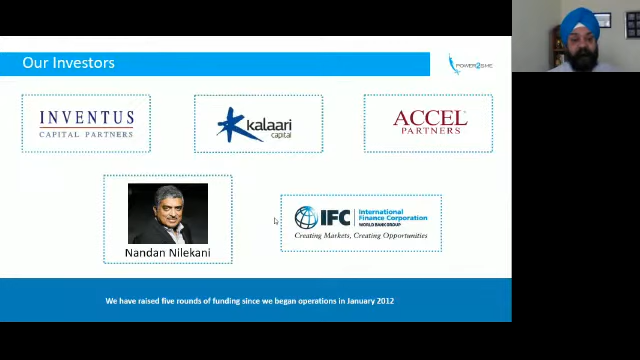 Our Investors
POWER2SME
INVENTUS
CAPITAL PARTNERS
kalaari
capital
ACCEL
PARTNERS
Nandan Nilekani
IFC
International
Finance Corporation
WORLD BANK GROUP
Creating Markets, Creating Opportunities
We have raised five rounds of funding since we began operations in January 2012